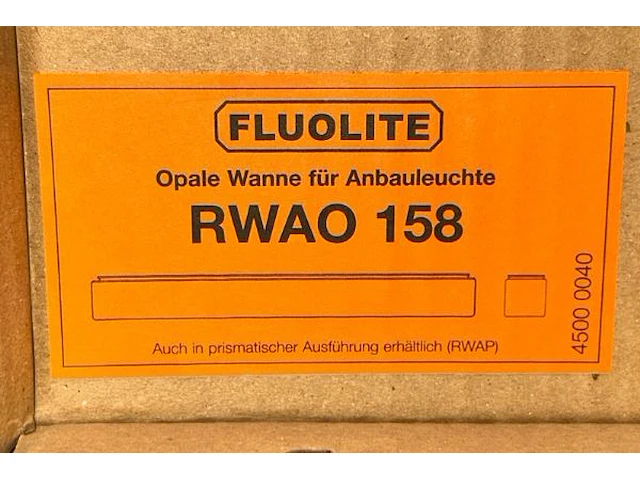 FLUOLITE
Opale Wanne für Anbauleuchte
RWAO 158
Auch in prismatischer Ausführung erhältlich (RWAP)
4500 0040